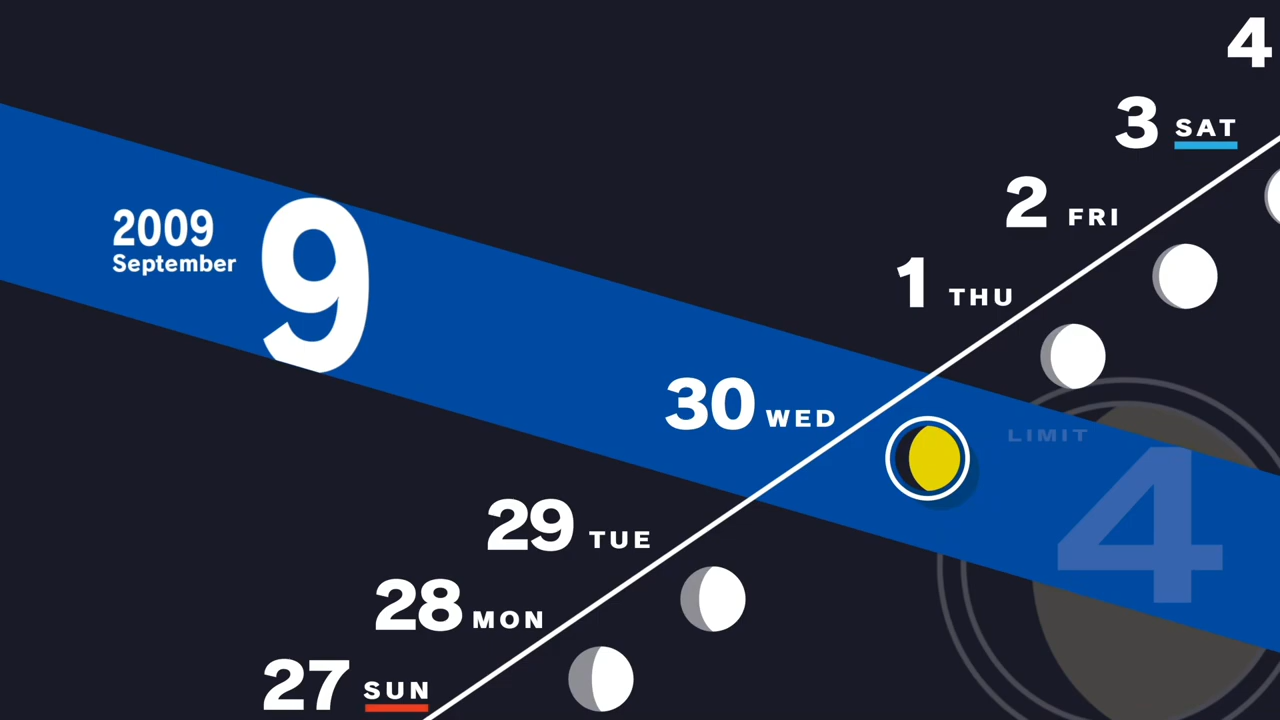 4
3 SAT
2 FRI
1 THU
2009
September
9
30 WED
LIMIT
4
29 TUE
28 MON
27 SUN